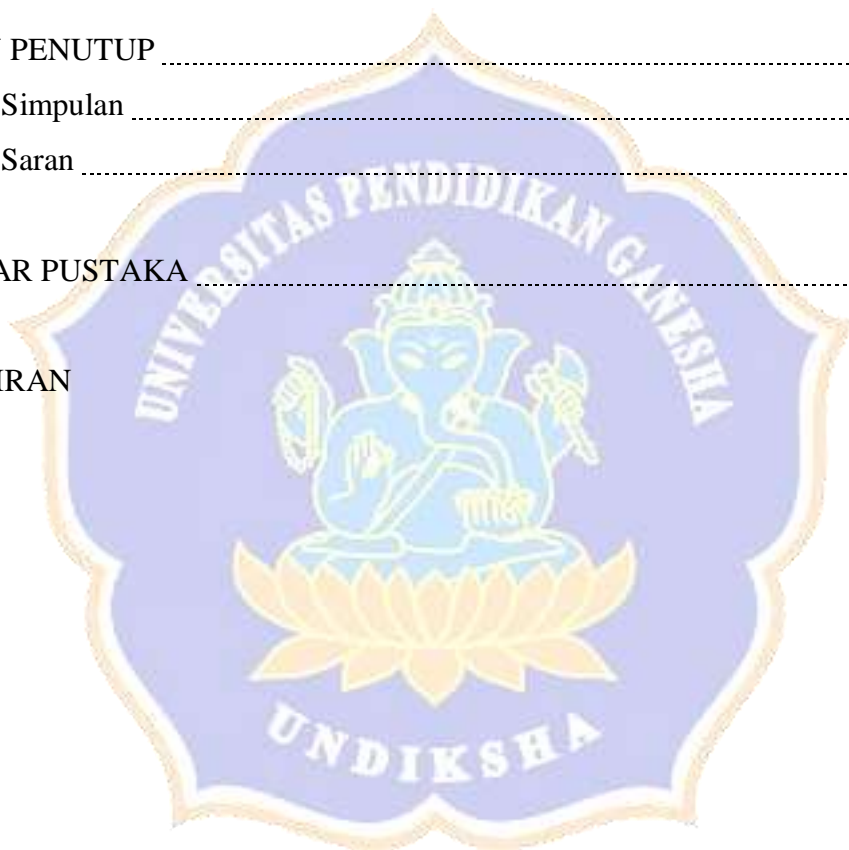 PENUTUP
Simpulan
Saran
UNIVERSITAS PENDIDIKAN GANESHA
AR PUSTAKA
IRAN
UNDIKSHA